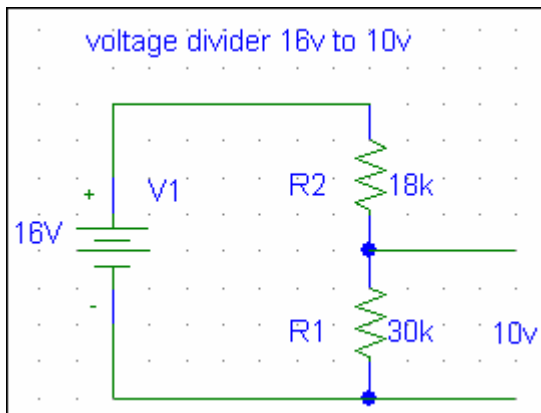 voltage divider 16v to 10v
+
V1
R2
18k
16V
-
R1
30k
10v